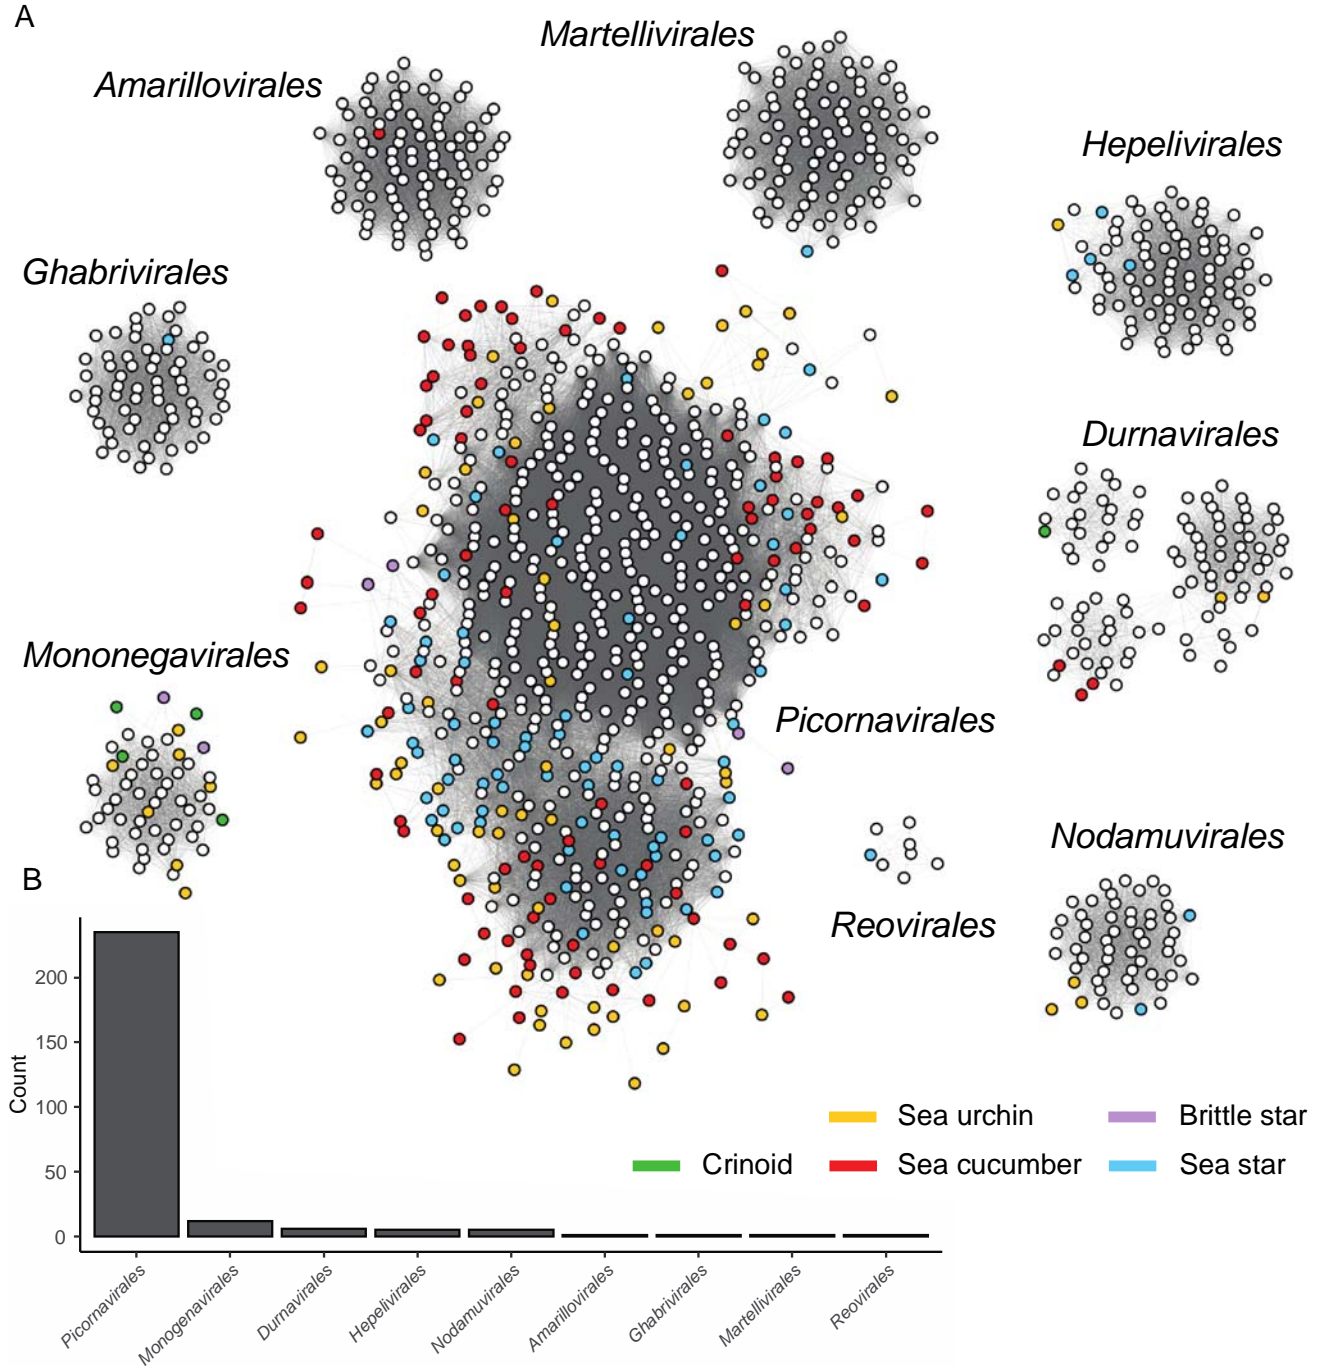 A
Martellivirales
Amarillovirales
Hepelivirales
Ghabrivirales
Durnavirales
Mononegavirales
Picornavirales
Nodamuvirales
Reovirales
B
Count
200
150
100
50
0
Picornavirales
Monogenavirales
Durnavirales
Hepelivirales
Nodamuvirales
Amarillovirales
Ghabrivirales
Martellivirales
Reovirales
Sea urchin
Brittle star
Crinoid
Sea cucumber
Sea star